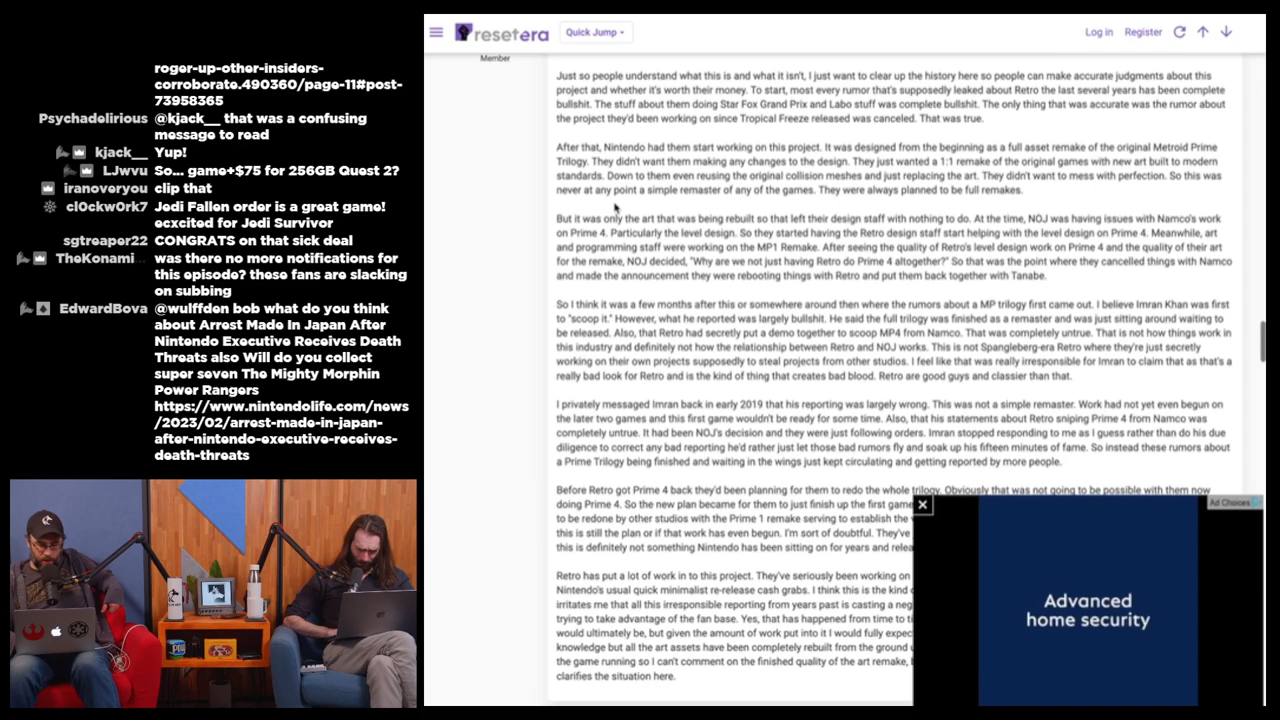 roger-up-other-insiders-
corroborate.490360/page-11#post-
73958365
Psychadelirious @kjack__ that was a confusing
message to read
kjack__ Yup!
LJwvu So... game+$75 for 256GB Quest 2??
iranoveryou clip that
cl0ckw0rk7 Jedi Fallen order is a great game!
excited for Jedi Survivor
sgtreaper22 CONGRATS on that sick deal
TheKonami... was there no more notifications for
this episode? these fans are slacking
on subbing
EdwardBova @wulffden bob what do you think
about Arrest Made In Japan After
Nintendo Executive Receives Death
Threats also Will do you collect
super seven The Mighty Morphin
Power Rangers
https://www.nintendolife.com/news
/2023/02/arrest-made-in-japan-
after-nintendo-executive-receives-
death-threats
resetera
Quick Jump
Log in Register
Member
Just so people understand what this is and what it isn't, I just want to clear up the history here so people can make accurate judgments about this
project and whether it's worth their money. To start, most every rumor that's supposedly leaked about Retro the last several years has been complete
bullshit. The stuff about them doing Star Fox Grand Prix and Labo stuff was complete bullshit. The only thing that was accurate was the rumor about
the project they'd been working on since Tropical Freeze released was canceled. That was true.
After that, Nintendo had them start working on this project. It was designed from the beginning as a full asset remake of the original Metroid Prime
Trilogy. They didn't want them making any changes to the design. They just wanted a 1:1 remake of the original games with new art built to modern
standards. Down to them even reusing the original collision meshes and just replacing the art. They didn't want to mess with perfection. So this was
never at any point a simple remaster of any of the games. They were always planned to be full remakes.
But it was only the art that was being rebuilt so that left their design staff with nothing to do. At the time, NOJ was having issues with Namco's work
on Prime 4. Particularly the level design. So they started having the Retro design staff start helping with the level design on Prime 4. Meanwhile, art
and programming staff were working on the MP1 Remake. After seeing the quality of Retro's level design work on Prime 4 and the quality of their art
for the remake, NOJ decided, "Why are we not just having Retro do Prime 4 altogether?" So that was the point where they cancelled things with Namco
and made the announcement they were rebooting things with Retro and put them back together with Tanabe.
So I think it was a few months after this or somewhere around then where the rumors about a MP trilogy first came out. I believe Imran Khan was first
to "scoop it." However, what he reported was largely bullshit. He said the full trilogy was finished as a remaster and was just sitting around waiting to
be released. Also, that Retro had secretly put a demo together to scoop MP4 from Namco. That was completely untrue. That is not how things work in
this industry and definitely not how the relationship between Retro and NOJ works. This is not Spangleberg-era Retro where they're just secretly
working on their own projects supposedly to steal projects from other studios. I feel like that was really irresponsible for Imran to claim that as that's a
really bad look for Retro and is the kind of thing that creates bad blood. Retro are good guys and classier than that.
I privately messaged Imran back in early 2019 that his reporting was largely wrong. This was not a simple remaster. Work had not yet even begun on
the later two games and this first game wouldn't be ready for some time. Also, that his statements about Retro sniping Prime 4 from Namco was
completely untrue. It had been NOJ's decision and they were just following orders. Imran stopped responding to me as I guess rather than do his due
diligence to correct any bad reporting he'd rather just let those bad rumors fly and soak up his fifteen minutes of fame. So instead these rumors about
a Prime Trilogy being finished and waiting in the wings just kept circulating and getting reported by more people.
Before Retro got Prime 4 back they'd been planning for them to redo the whole trilogy. Obviously that was not going to be possible with them now
doing Prime 4. So the new plan became for them to just finish up the first game
to be redone by other studios with the Prime 1 remake serving to establish the
this is still the plan or if that work has even begun. I'm sort of doubtful. They've
this is definitely not something Nintendo has been sitting on for years and relea
Retro has put a lot of work in to this project. They've seriously been working on
Nintendo's usual quick minimalist re-release cash grabs. I think this is the kind
irritates me that all this irresponsible reporting from years past is casting a neg
trying to take advantage of the fan base. Yes, that has happened from time to ti
would ultimately be, but given the amount of work put into it I would fully expec
knowledge but all the art assets have been completely rebuilt from the ground
the game running so I can't comment on the finished quality of the art remake,
clarifies the situation here.
Ad Choices
Advanced
home security